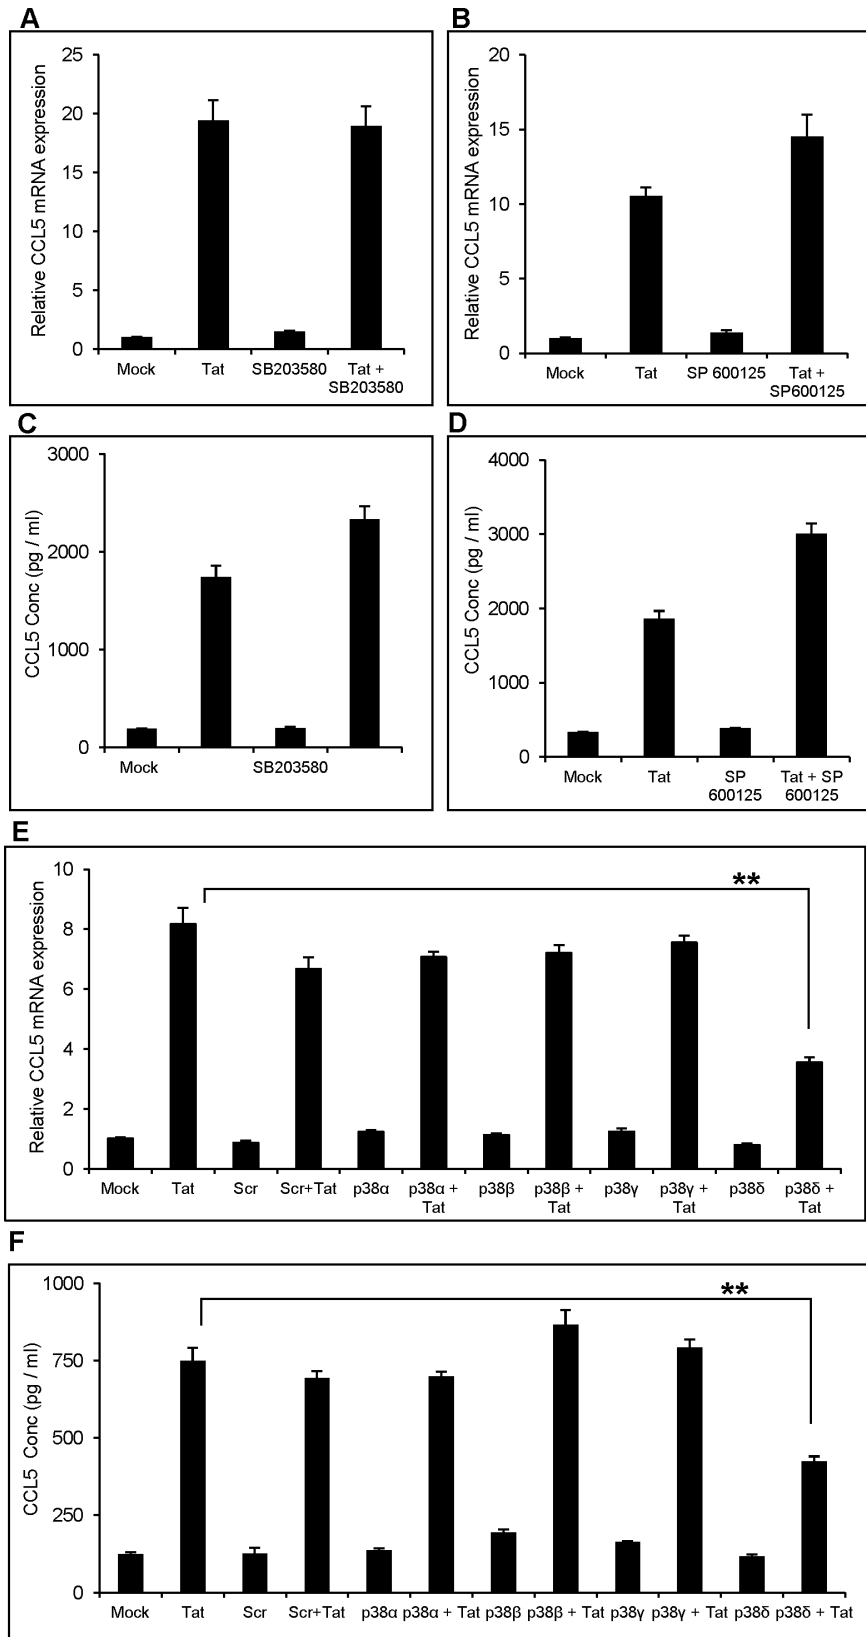 A
Relative CCL5 mRNA expression
25
20
15
10
5
0
Mock Tat SB203580 Tat +
SB203580
B
Relative CCL5 mRNA expression
20
15
10
5
0
Mock Tat SP 600125 Tat +
SP600125
C
CCL5 Conc (pg / ml)
3000
2000
1000
0
Mock SB203580
D
CCL5 Conc (pg / ml)
4000
3000
2000
1000
0
Mock Tat SP Tat + SP
600125 600125
E
Relative CCL5 mRNA expression
10
8
6
4
2
0
**
Mock Tat Scr Scr+Tat p38α p38α + p38β p38β + p38γ p38γ + p38δ p38δ +
Tat Tat Tat Tat
F
CCL5 Conc (pg / ml)
1000
750
500
250
0
**
Mock Tat Scr Scr+Tat p38α p38α + Tat p38β p38β + Tat p38γ p38γ + Tat p38δ p38δ + Tat